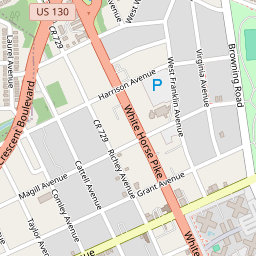 US 130
CR 729
Laurel Avenue
Harrison Avenue
West Franklin Avenue
Virginia Avenue
Browning Road
P
White Horse Pike
CR 729
Crescent Boulevard
Richey Avenue
Cattell Avenue
Magill Avenue
Comley Avenue
Taylor Avenue
Grant Avenue
White